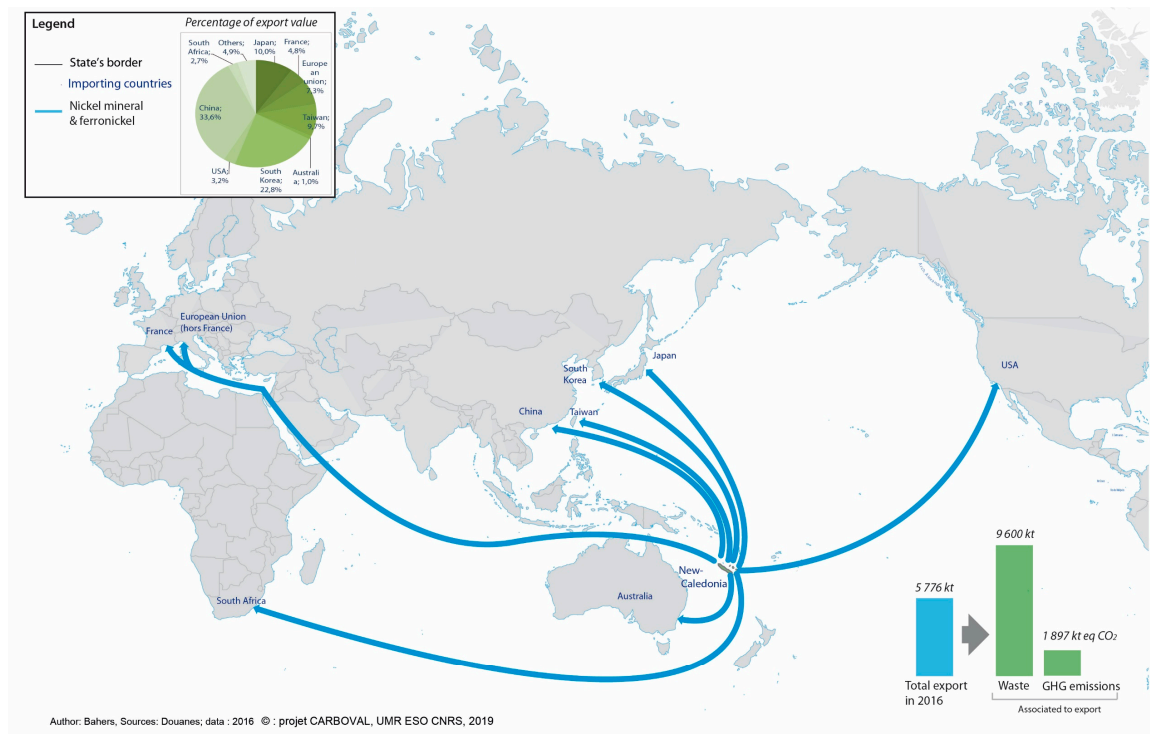 Legend
Percentage of export value
State's border
Importing countries
Nickel mineral
& ferronickel
South
Africa;
2,7%
Others;
4,9%
Japan;
10,0%
France;
4,8%
Europe
an
union;
7,3%
Taiwan;
9,7%
Australi
a; 1,0%
South
Korea;
22,8%
USA;
3,2%
China;
33,6%
European Union
(hors France)
France
Japan
South
Korea
China
Taiwan
USA
New-
Caledonia
Australia
South Africa
9 600 kt
5 776 kt
1 897 kt eq CO₂
Total export
in 2016
Waste
GHG emissions
Associated to export
Author: Bahers, Sources: Douanes; data : 2016 © : projet CARBOVAL, UMR ESO CNRS, 2019